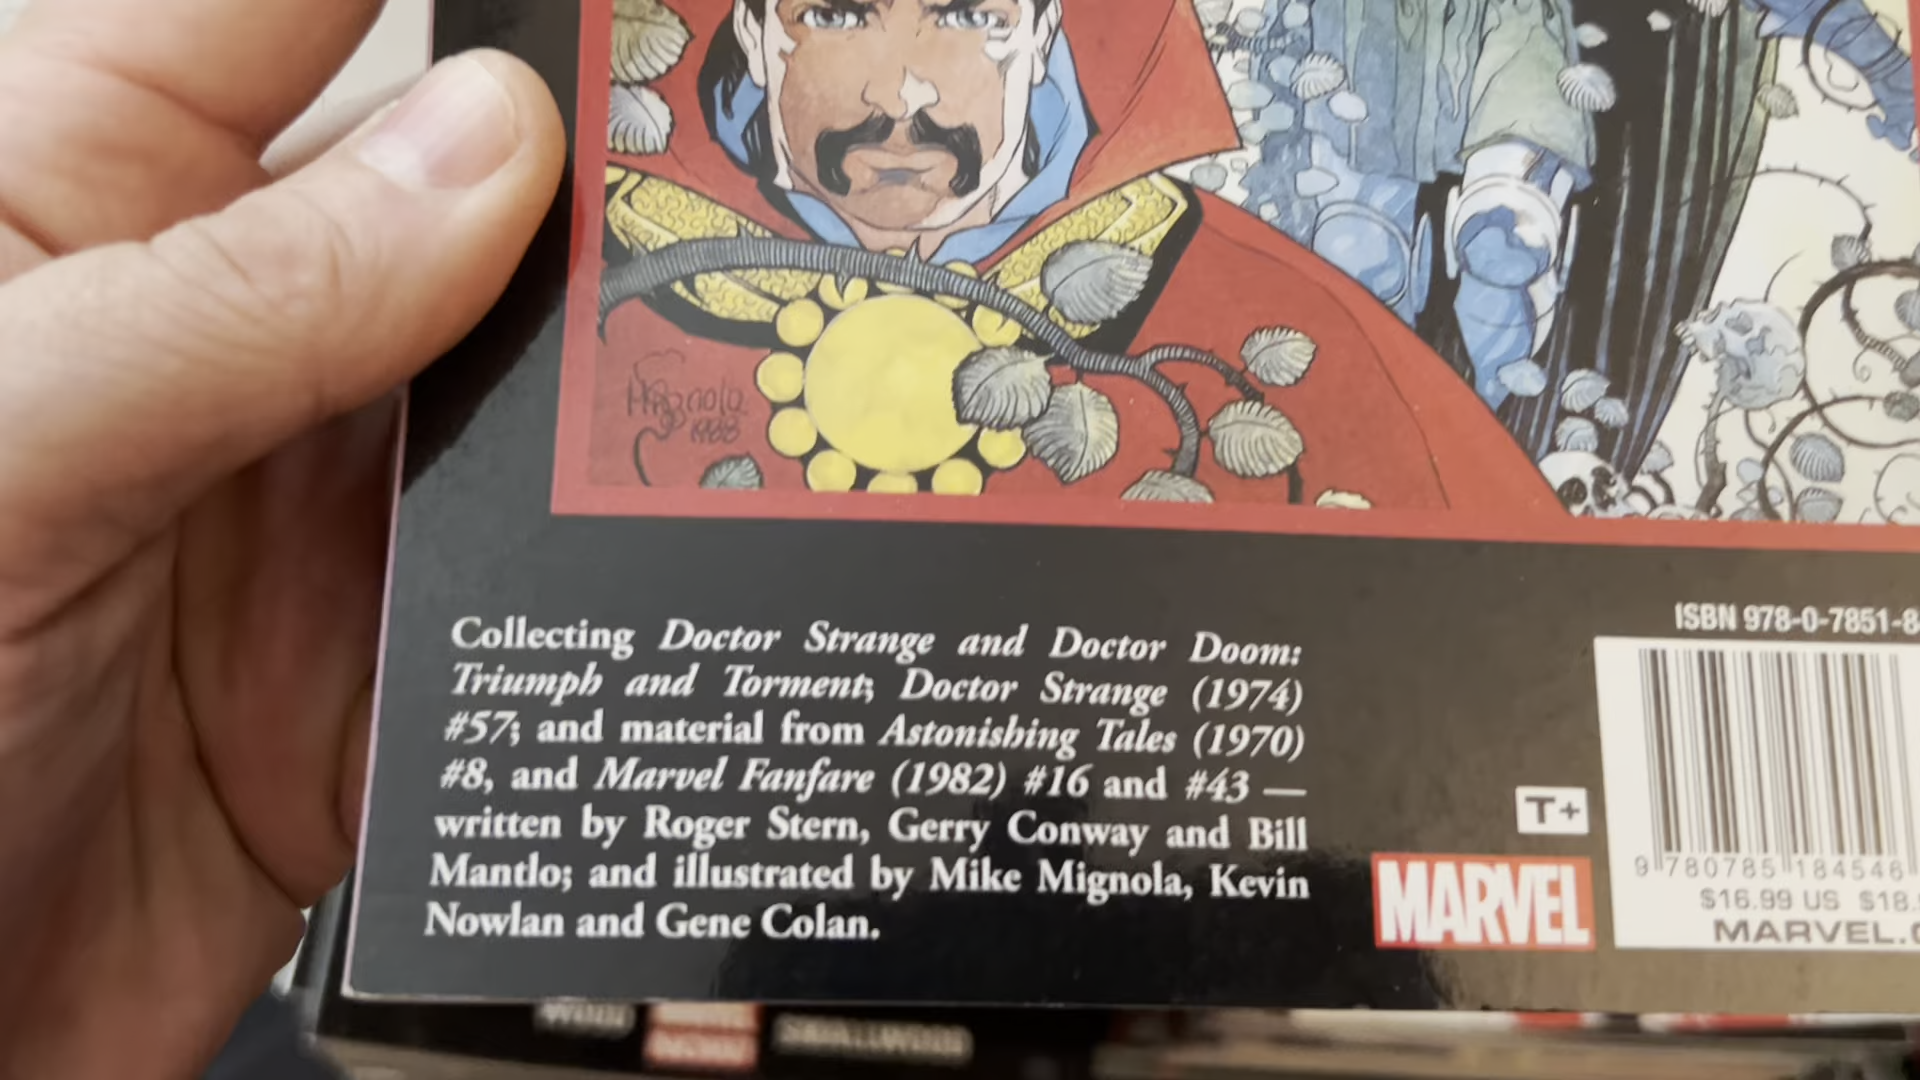 Mignola
1988
Collecting Doctor Strange and Doctor Doom:
Triumph and Torment; Doctor Strange (1974)
#57; and material from Astonishing Tales (1970)
#8, and Marvel Fanfare (1982) #16 and #43 —
written by Roger Stern, Gerry Conway and Bill
Mantlo; and illustrated by Mike Mignola, Kevin
Nowlan and Gene Colan.
ISBN 978-0-7851-8
T+
MARVEL
9 780785 184546
$16.99 US $18.
MARVEL.
SMALLWOOD